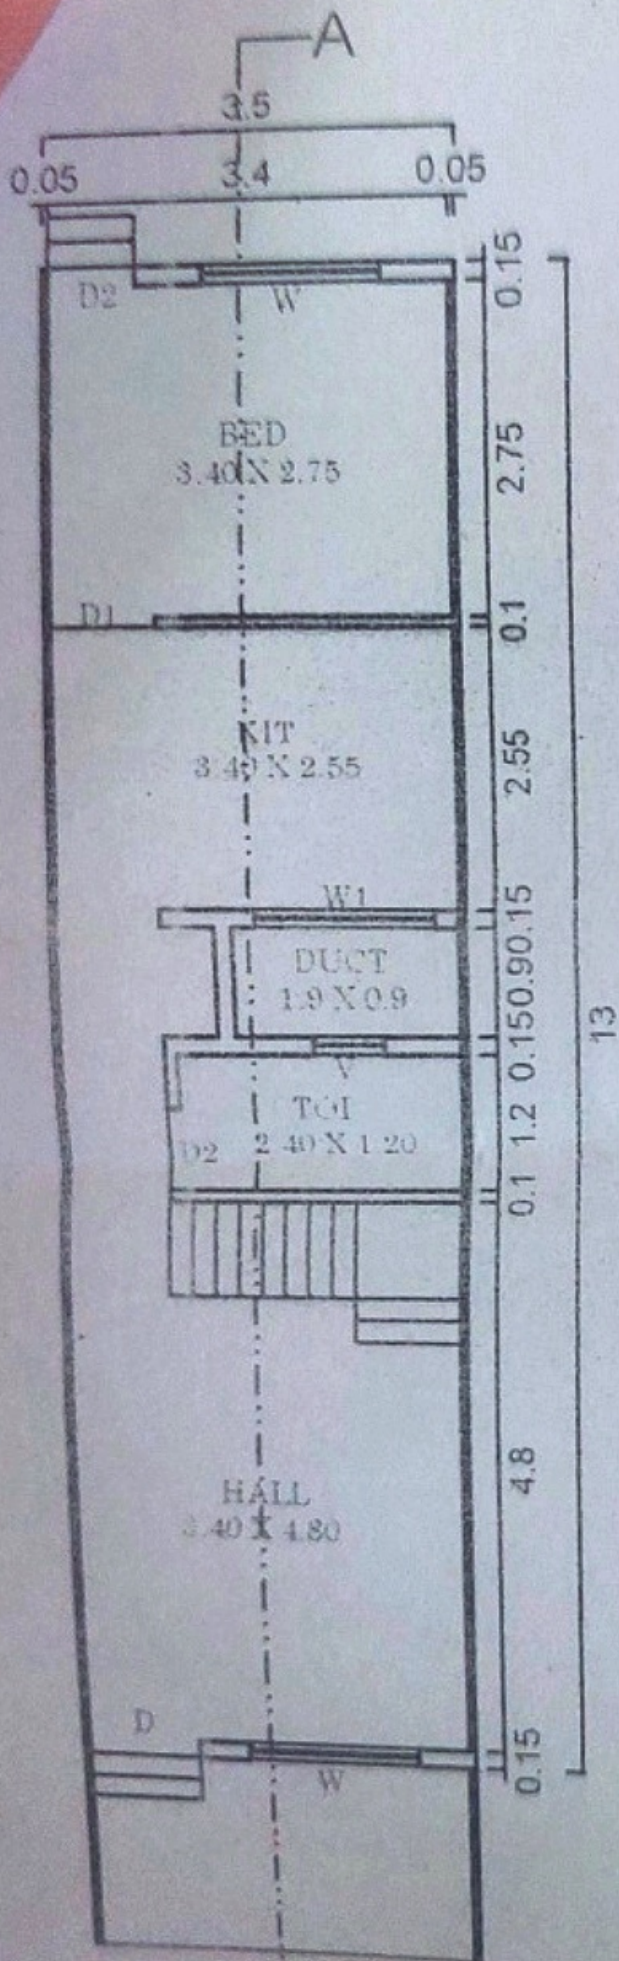 A
3.5
0.05 3.4 0.05
D2 W
0.15
BED
3.40 X 2.75
2.75
D1
0.1
KIT
3.40 X 2.55
2.55
W1
0.15
DUCT
1.9 X 0.9
0.9
13
V
0.15
TOI
2.40 X 1.20
D2
1.2
0.1
4.8
HALL
3.40 X 4.80
D
W
0.15